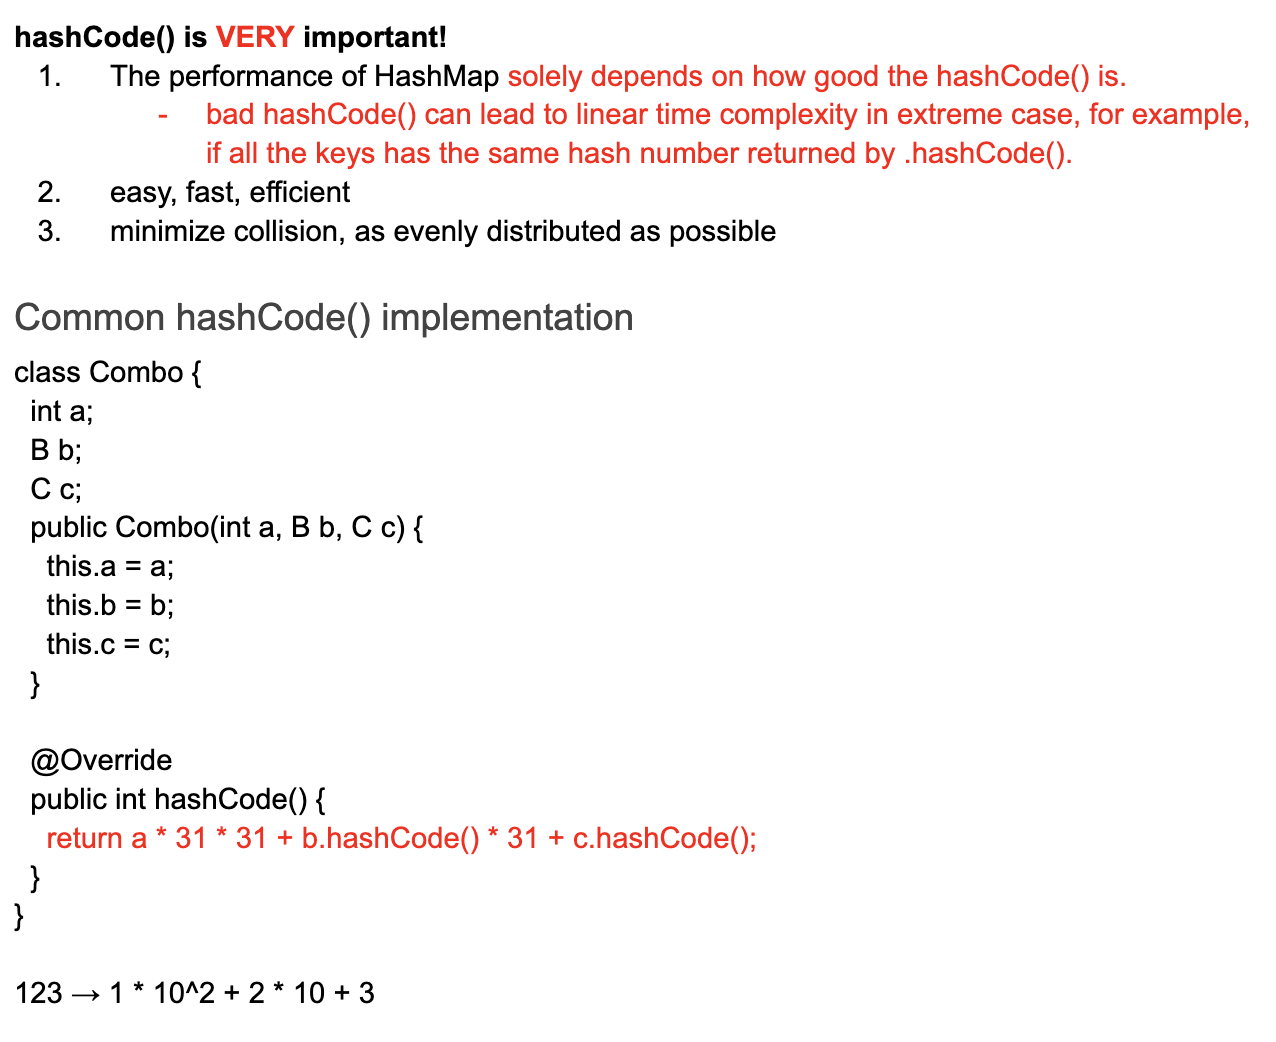 hashCode() is VERY important!
1. The performance of HashMap solely depends on how good the hashCode() is.
- bad hashCode() can lead to linear time complexity in extreme case, for example,
if all the keys has the same hash number returned by .hashCode().
2. easy, fast, efficient
3. minimize collision, as evenly distributed as possible
Common hashCode() implementation
class Combo {
int a;
B b;
C c;
public Combo(int a, B b, C c) {
this.a = a;
this.b = b;
this.c = c;
}
@Override
public int hashCode() {
return a * 31 * 31 + b.hashCode() * 31 + c.hashCode();
}
}
123 → 1 * 10^2 + 2 * 10 + 3